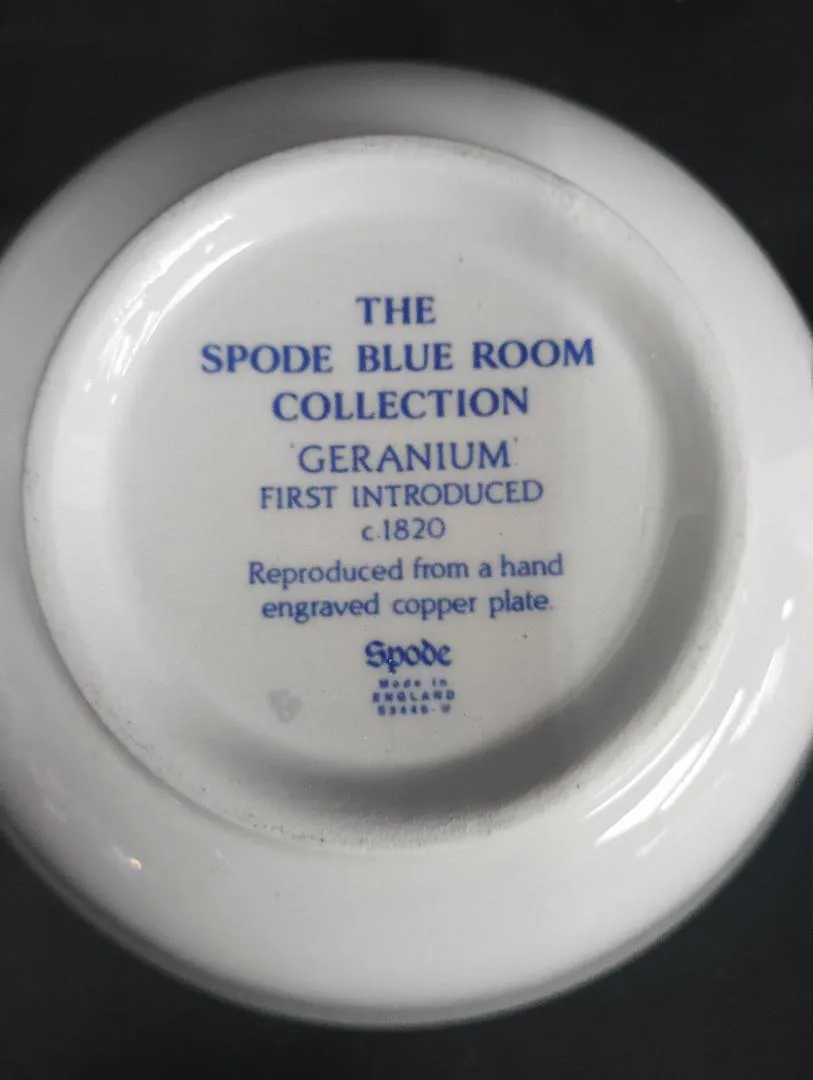 THE
SPODE BLUE ROOM
COLLECTION
'GERANIUM'
FIRST INTRODUCED
c.1820
Reproduced from a hand
engraved copper plate.
Spode
Made in
ENGLAND